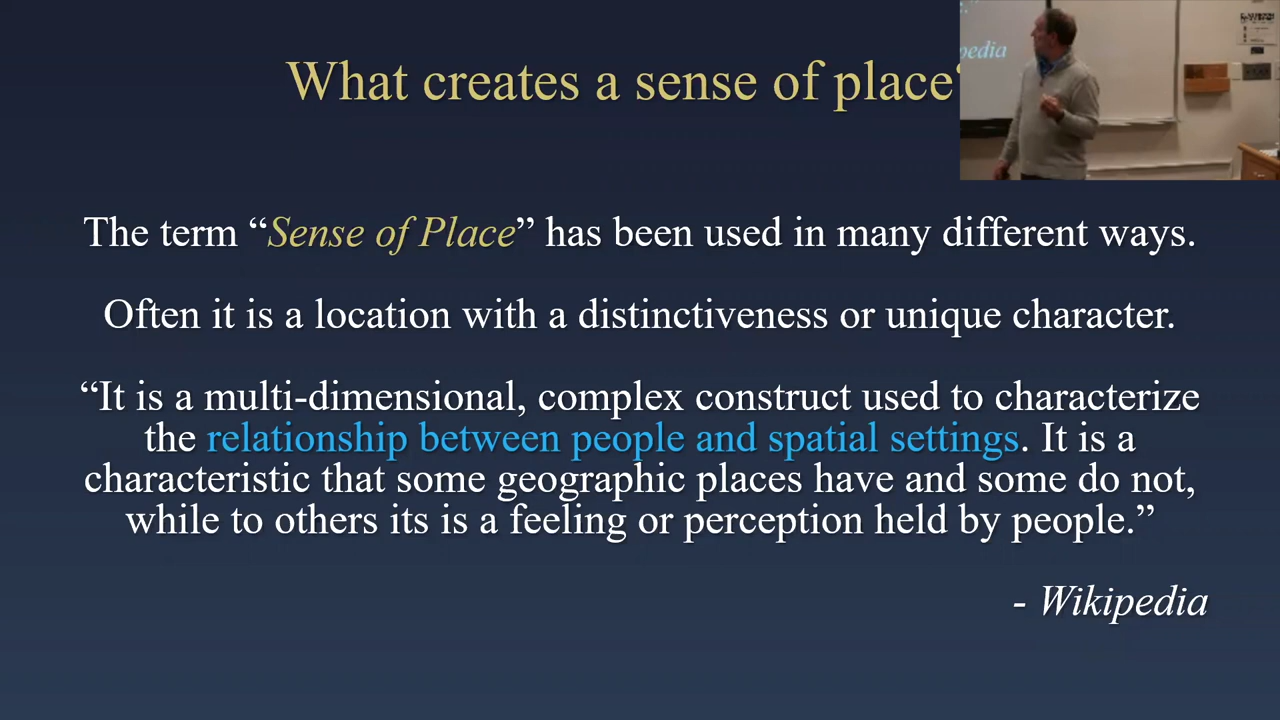 What creates a sense of place?
pedia
The term “Sense of Place” has been used in many different ways.
Often it is a location with a distinctiveness or unique character.
“It is a multi-dimensional, complex construct used to characterize
the relationship between people and spatial settings. It is a
characteristic that some geographic places have and some do not,
while to others its is a feeling or perception held by people.”
- Wikipedia